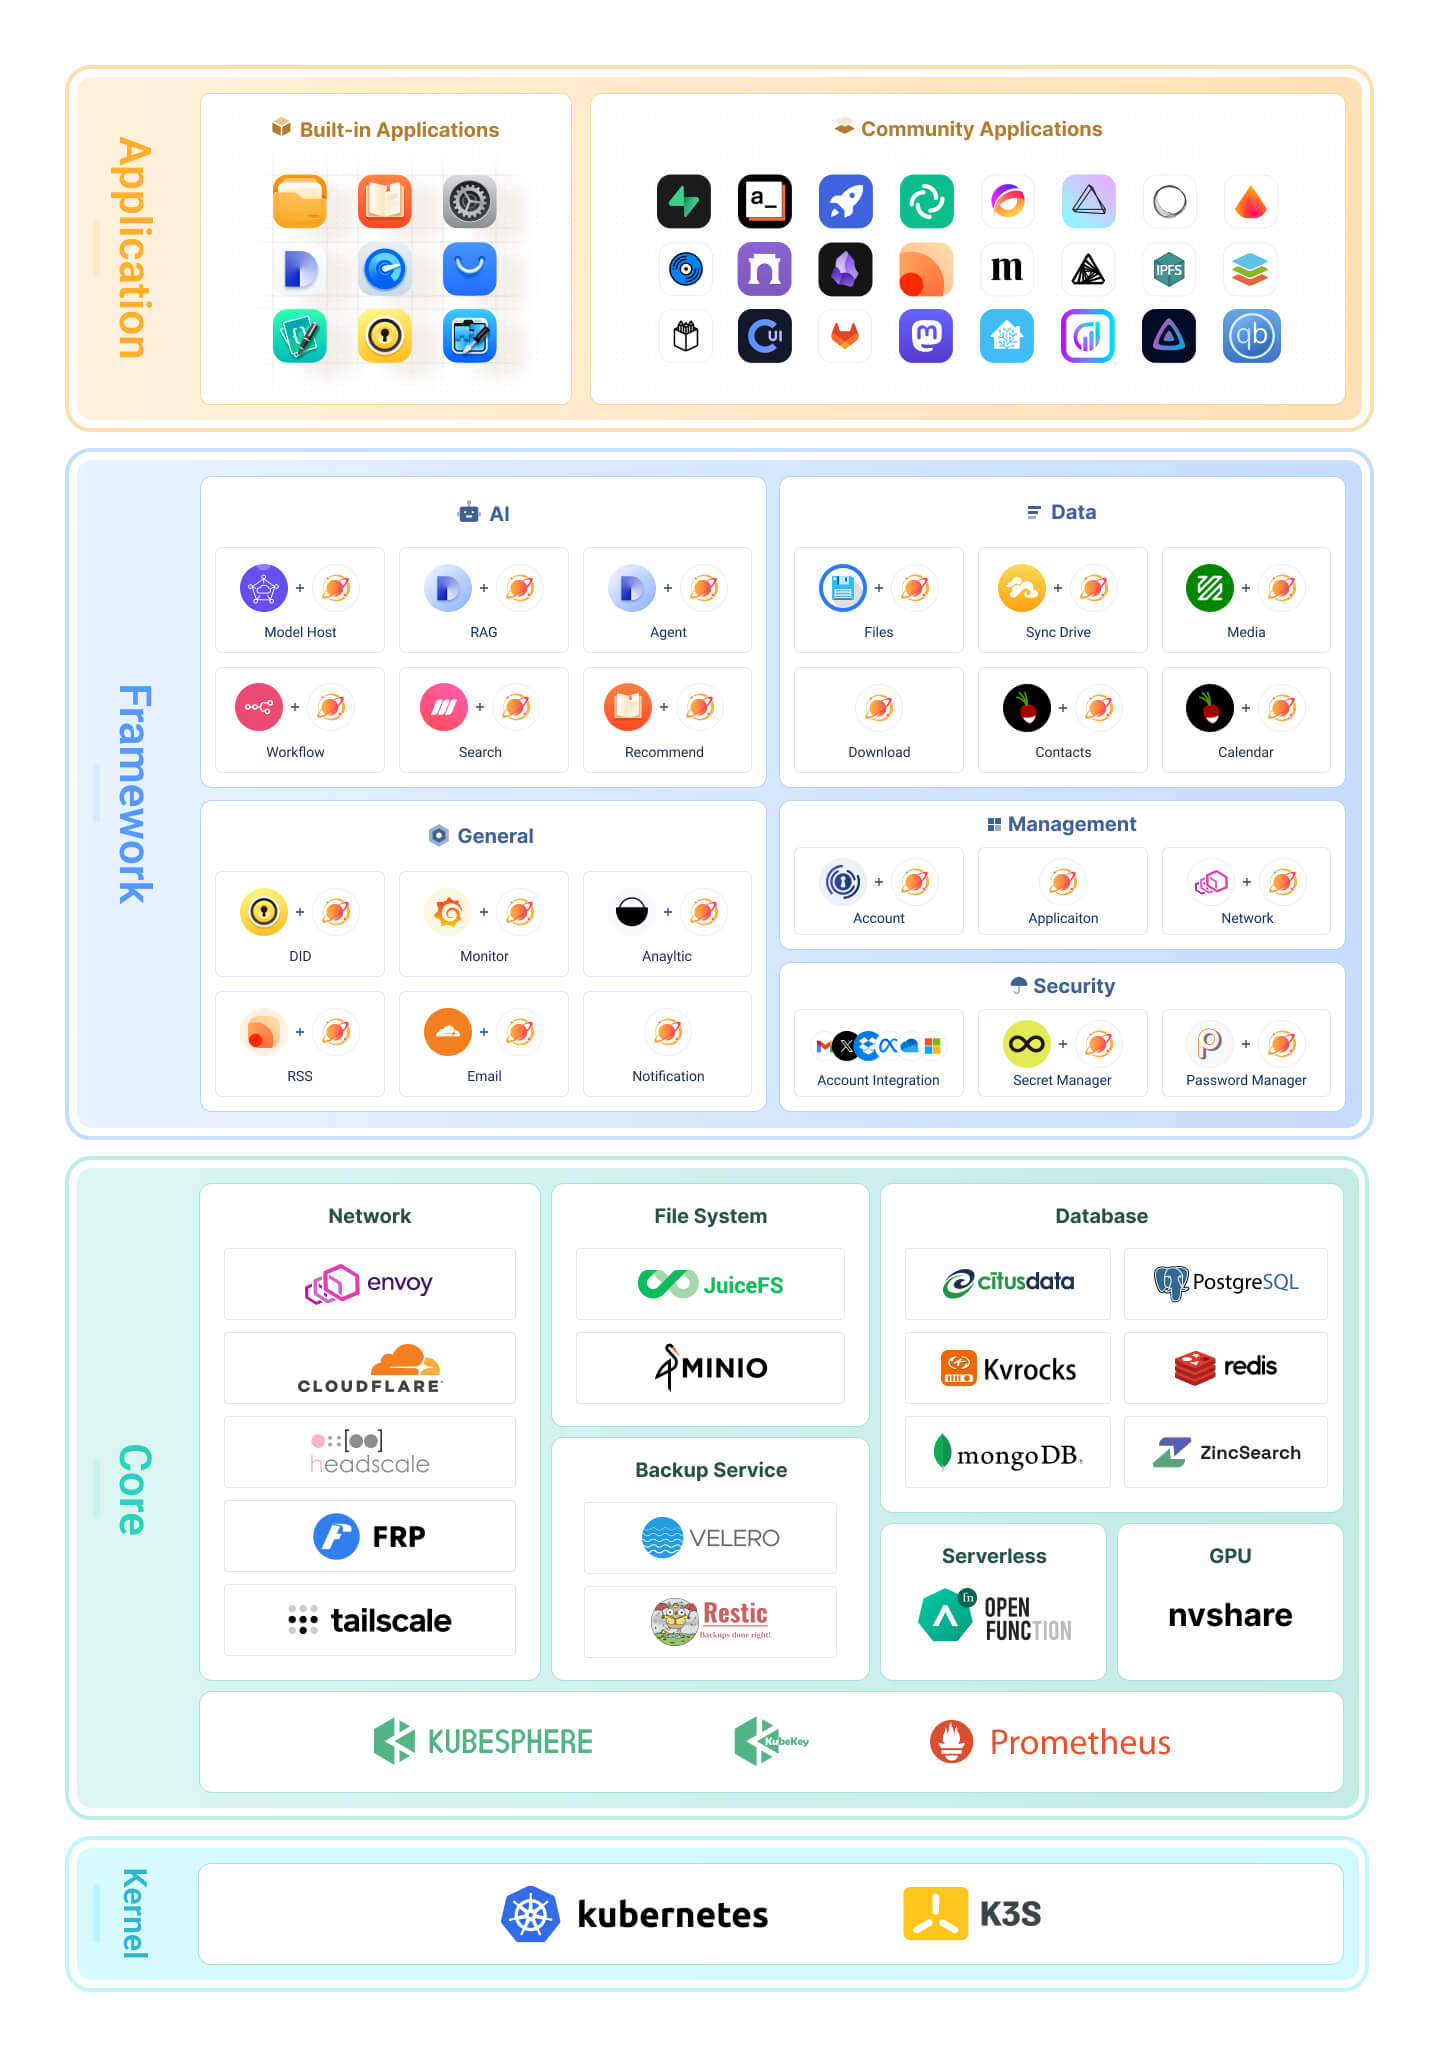 Application
Built-in Applications
Community Applications
a_
m
IPFS
CUI
qb
Framework
AI
Model Host
RAG
Agent
Workflow
Search
Recommend
Data
Files
Sync Drive
Media
Download
Contacts
Calendar
General
DID
Monitor
Anayltic
RSS
Email
Notification
Management
Account
Applicaiton
Network
Security
Account Integration
Secret Manager
Password Manager
Core
Network
envoy
CLOUDFLARE
headscale
FRP
tailscale
File System
JuiceFS
MINIO
Backup Service
VELERO
Restic
Backups done right!
Database
citusdata
PostgreSQL
Kvrocks
redis
mongoDB®
ZincSearch
Serverless
fn
OPEN
FUNCTION
GPU
nvshare
KUBESPHERE
KubeKey
Prometheus
Kernel
kubernetes
K3S